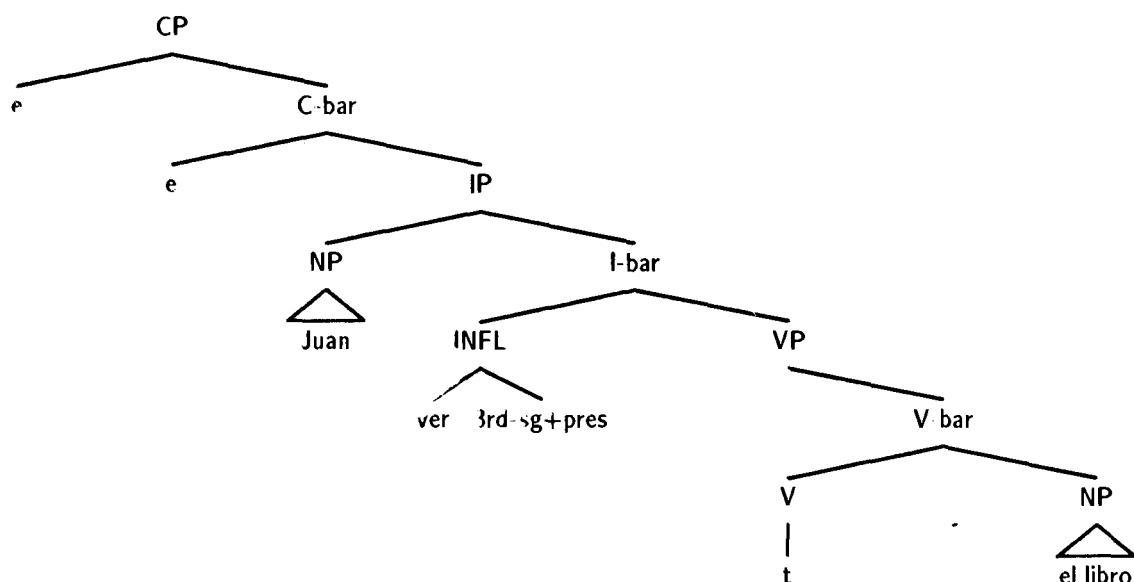 CP
e C-bar
e IP
NP I-bar
Juan INFL VP
ver 3rd-sg+pres V-bar
V NP
t el libro